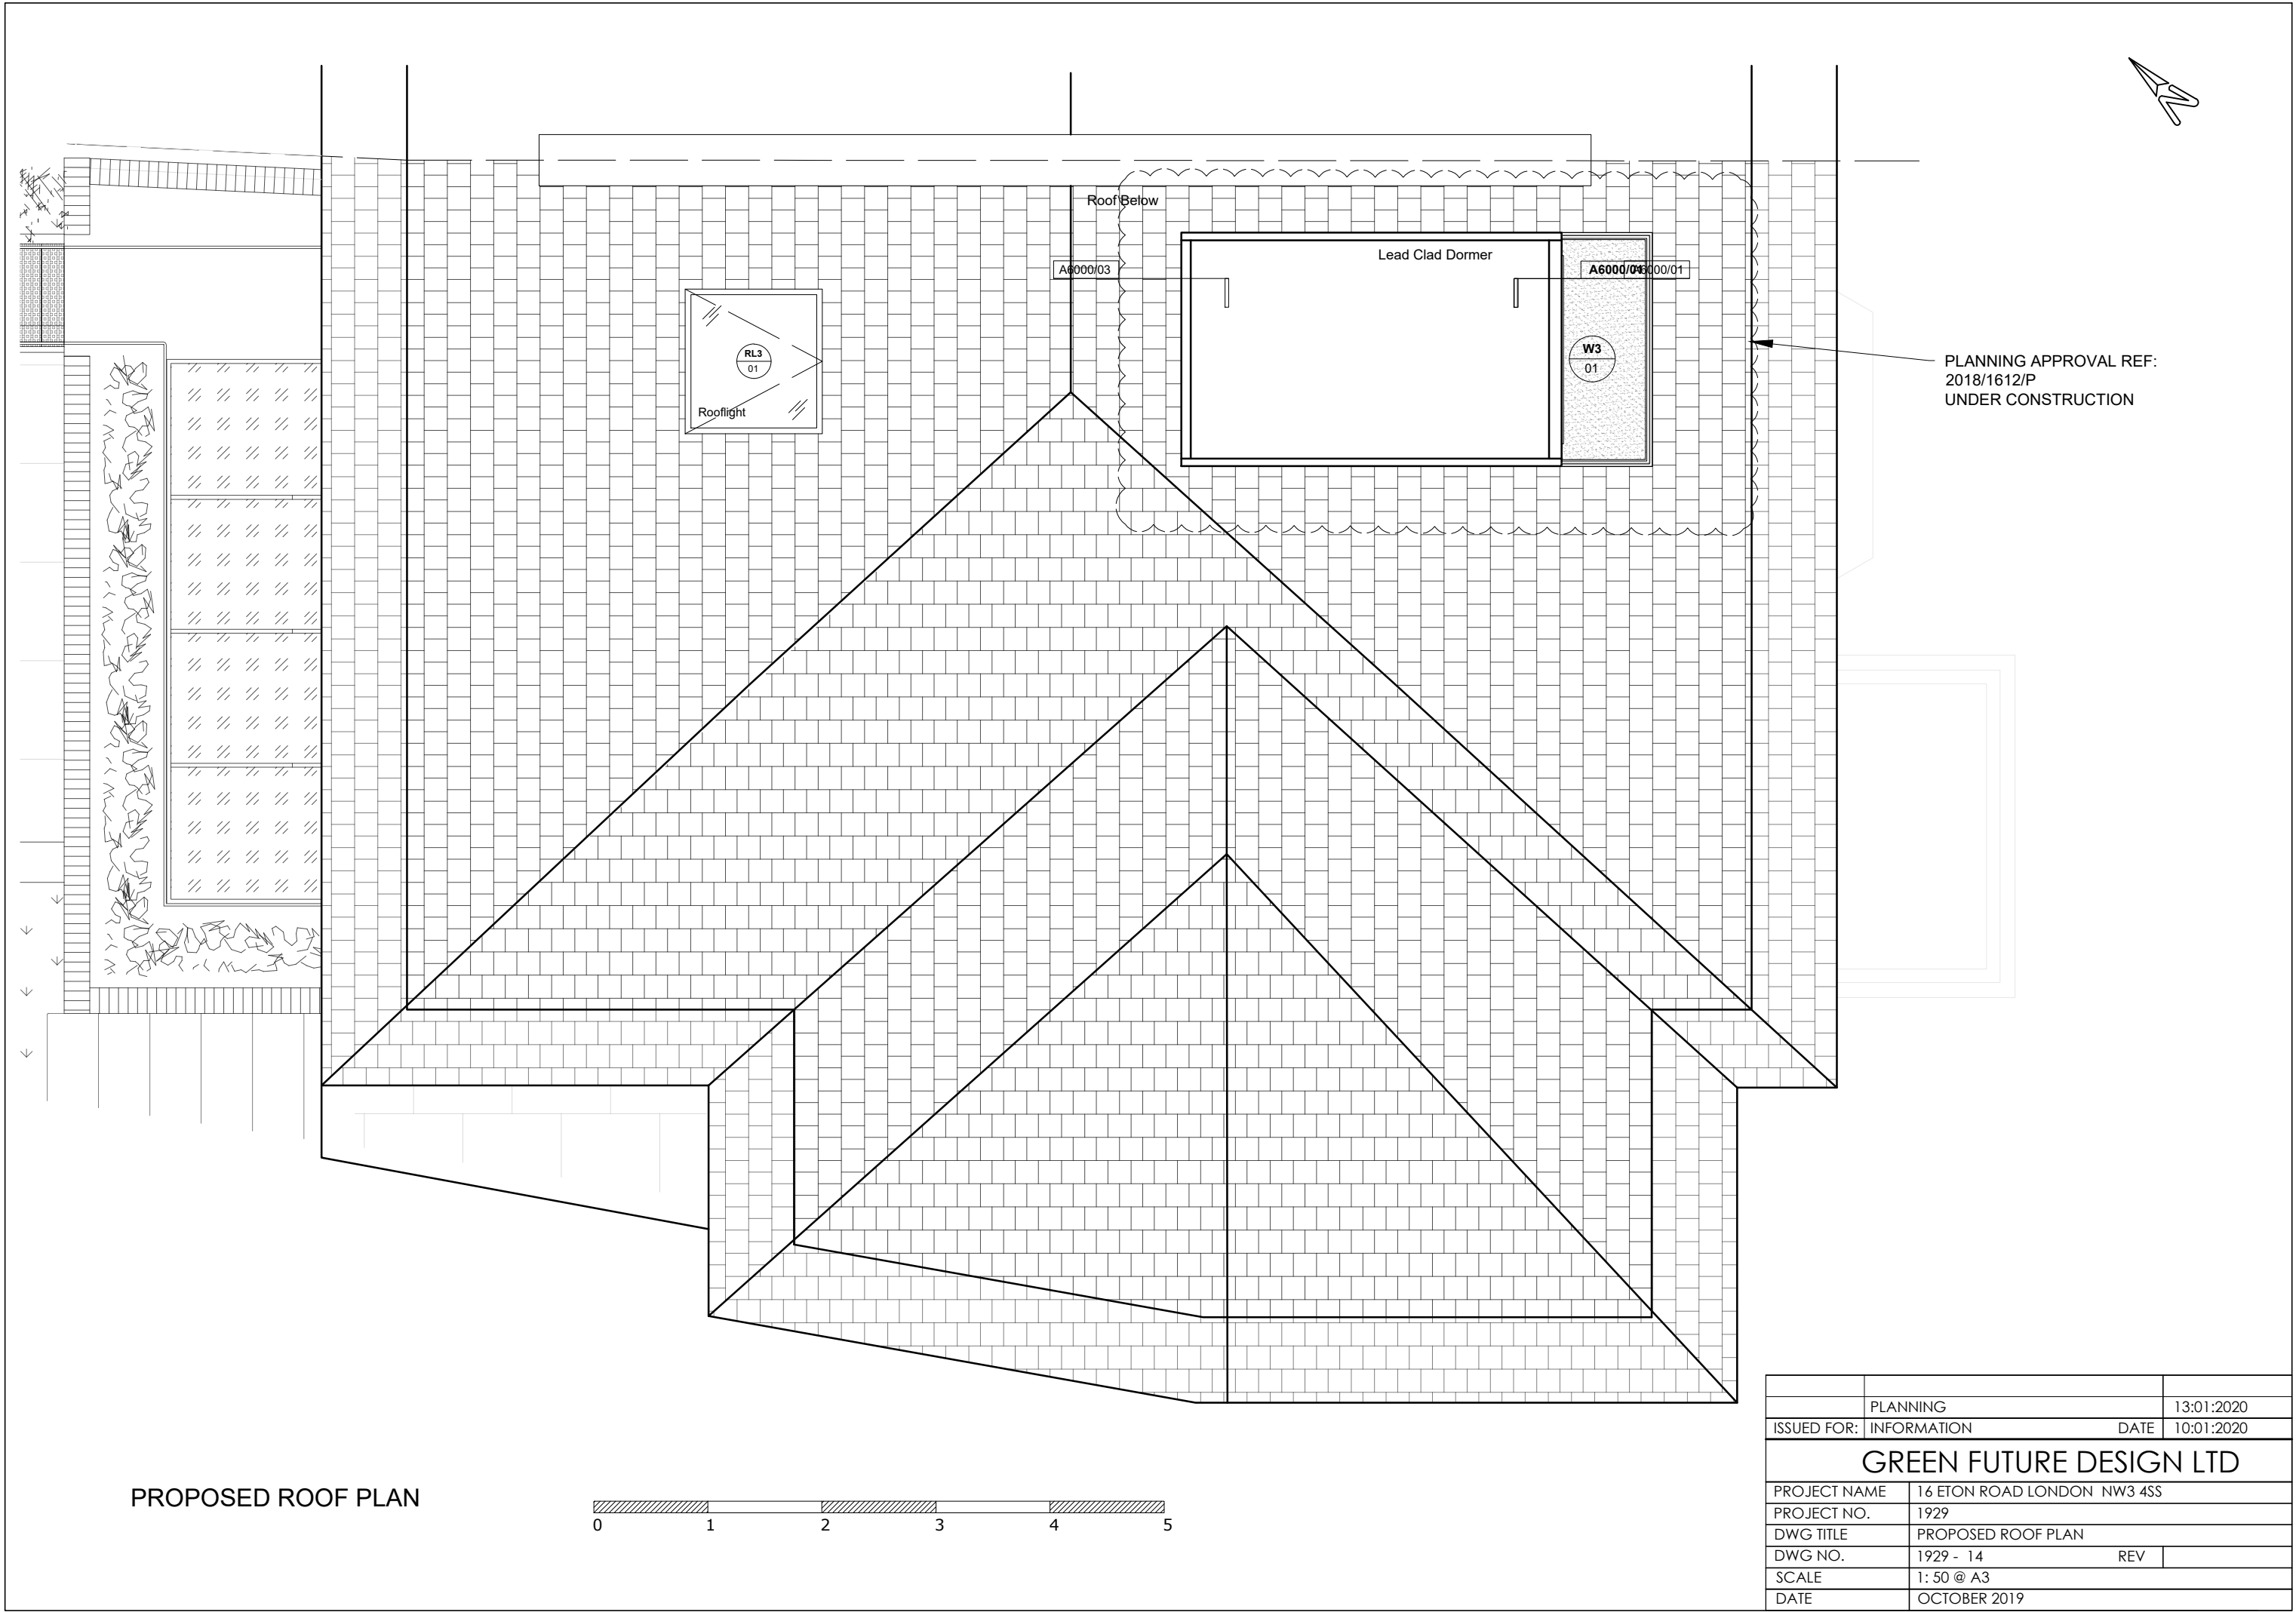 Roof Below
Lead Clad Dormer
A6000/03
A6000/01
A6000/01
RL3
01
Rooflight
W3
01
PLANNING APPROVAL REF:
2018/1612/P
UNDER CONSTRUCTION
PROPOSED ROOF PLAN
0 1 2 3 4 5
PLANNING 13:01:2020
ISSUED FOR: INFORMATION DATE 10:01:2020
GREEN FUTURE DESIGN LTD
PROJECT NAME 16 ETON ROAD LONDON NW3 4SS
PROJECT NO. 1929
DWG TITLE PROPOSED ROOF PLAN
DWG NO. 1929 - 14 REV
SCALE 1: 50 @ A3
DATE OCTOBER 2019
N